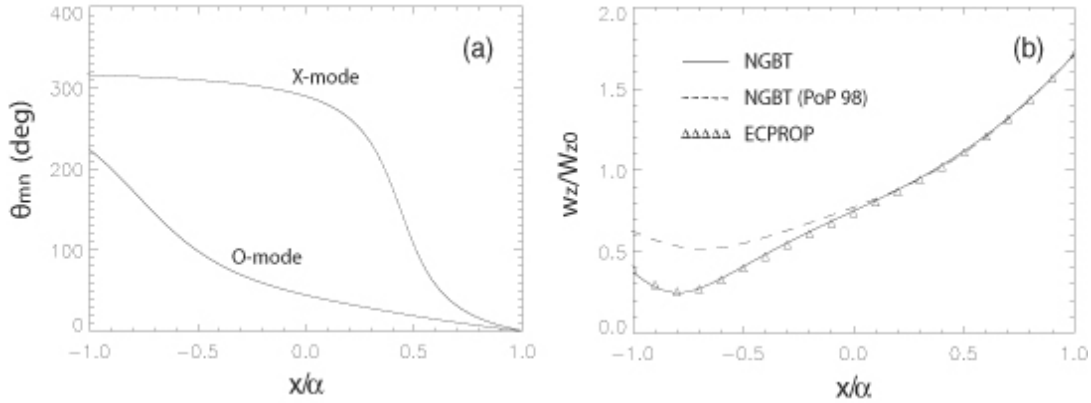 (a)
400
300
200
100
0
θmn (deg)
X-mode
O-mode
-1.0 -0.5 0.0 0.5 1.0
x/α
(b)
2.0
1.5
1.0
0.5
0.0
wz/Wz0
NGBT
NGBT (PoP 98)
ECPROP
-1.0 -0.5 0.0 0.5 1.0
x/α